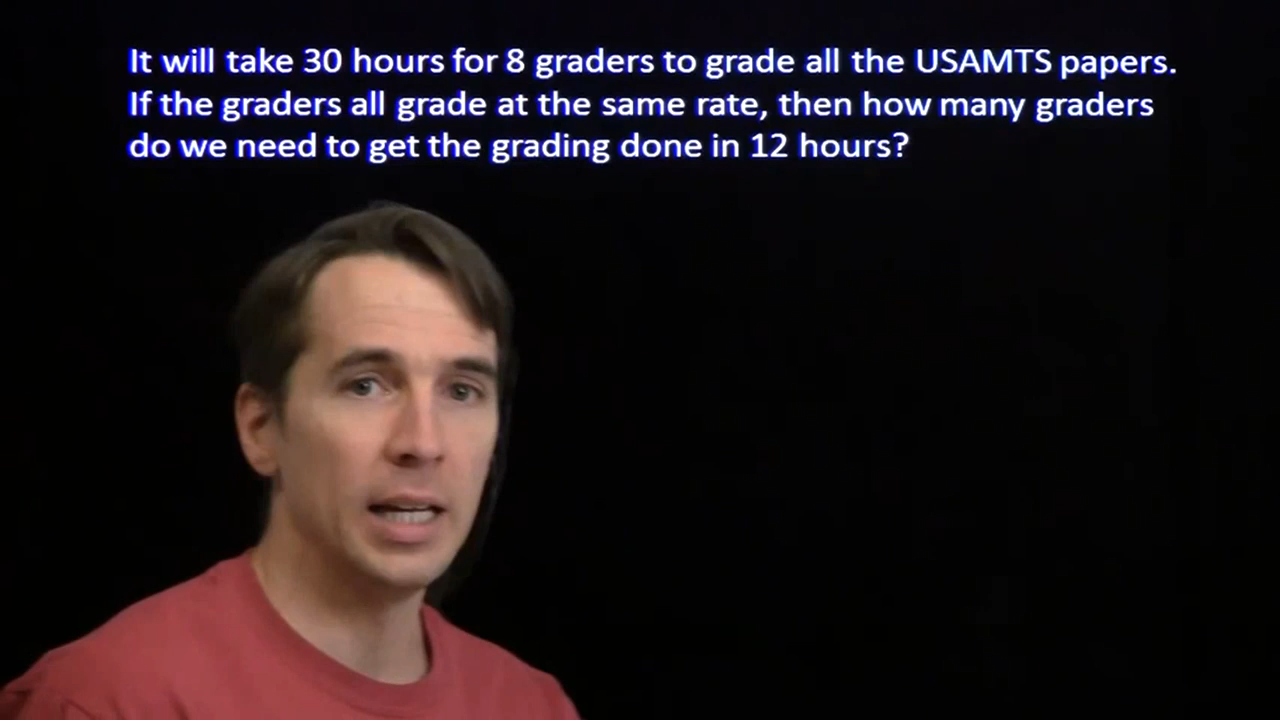 It will take 30 hours for 8 graders to grade all the USAMTS papers.
If the graders all grade at the same rate, then how many graders
do we need to get the grading done in 12 hours?